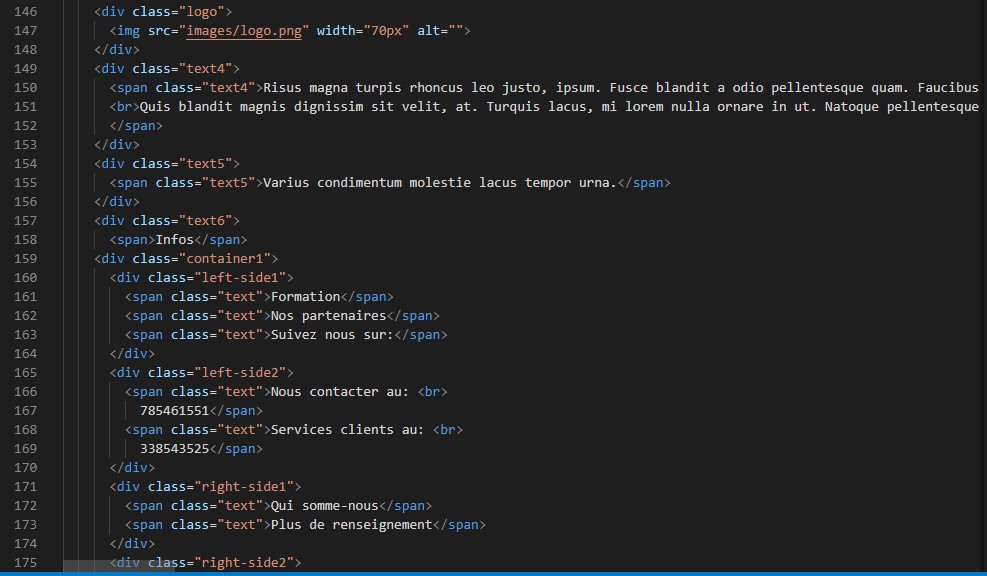 146 <div class="logo">
147 <img src="images/logo.png" width="70px" alt="">
148 </div>
149 <div class="text4">
150 <span class="text4">Risus magna turpis rhoncus leo justo, ipsum. Fusce blandit a odio pellentesque quam. Faucibus
151 <br>Quis blandit magnis dignissim sit velit, at. Turquis lacus, mi lorem nulla ornare in ut. Natoque pellentesque
152 </span>
153 </div>
154 <div class="text5">
155 <span class="text5">Varius condimentum molestie lacus tempor urna.</span>
156 </div>
157 <div class="text6">
158 <span>Infos</span>
159 <div class="container1">
160 <div class="left-side1">
161 <span class="text">Formation</span>
162 <span class="text">Nos partenaires</span>
163 <span class="text">Suivez nous sur:</span>
164 </div>
165 <div class="left-side2">
166 <span class="text">Nous contacter au: <br>
167 785461551</span>
168 <span class="text">Services clients au: <br>
169 338543525</span>
170 </div>
171 <div class="right-side1">
172 <span class="text">Qui somme-nous</span>
173 <span class="text">Plus de renseignement</span>
174 </div>
175 <div class="right-side2">